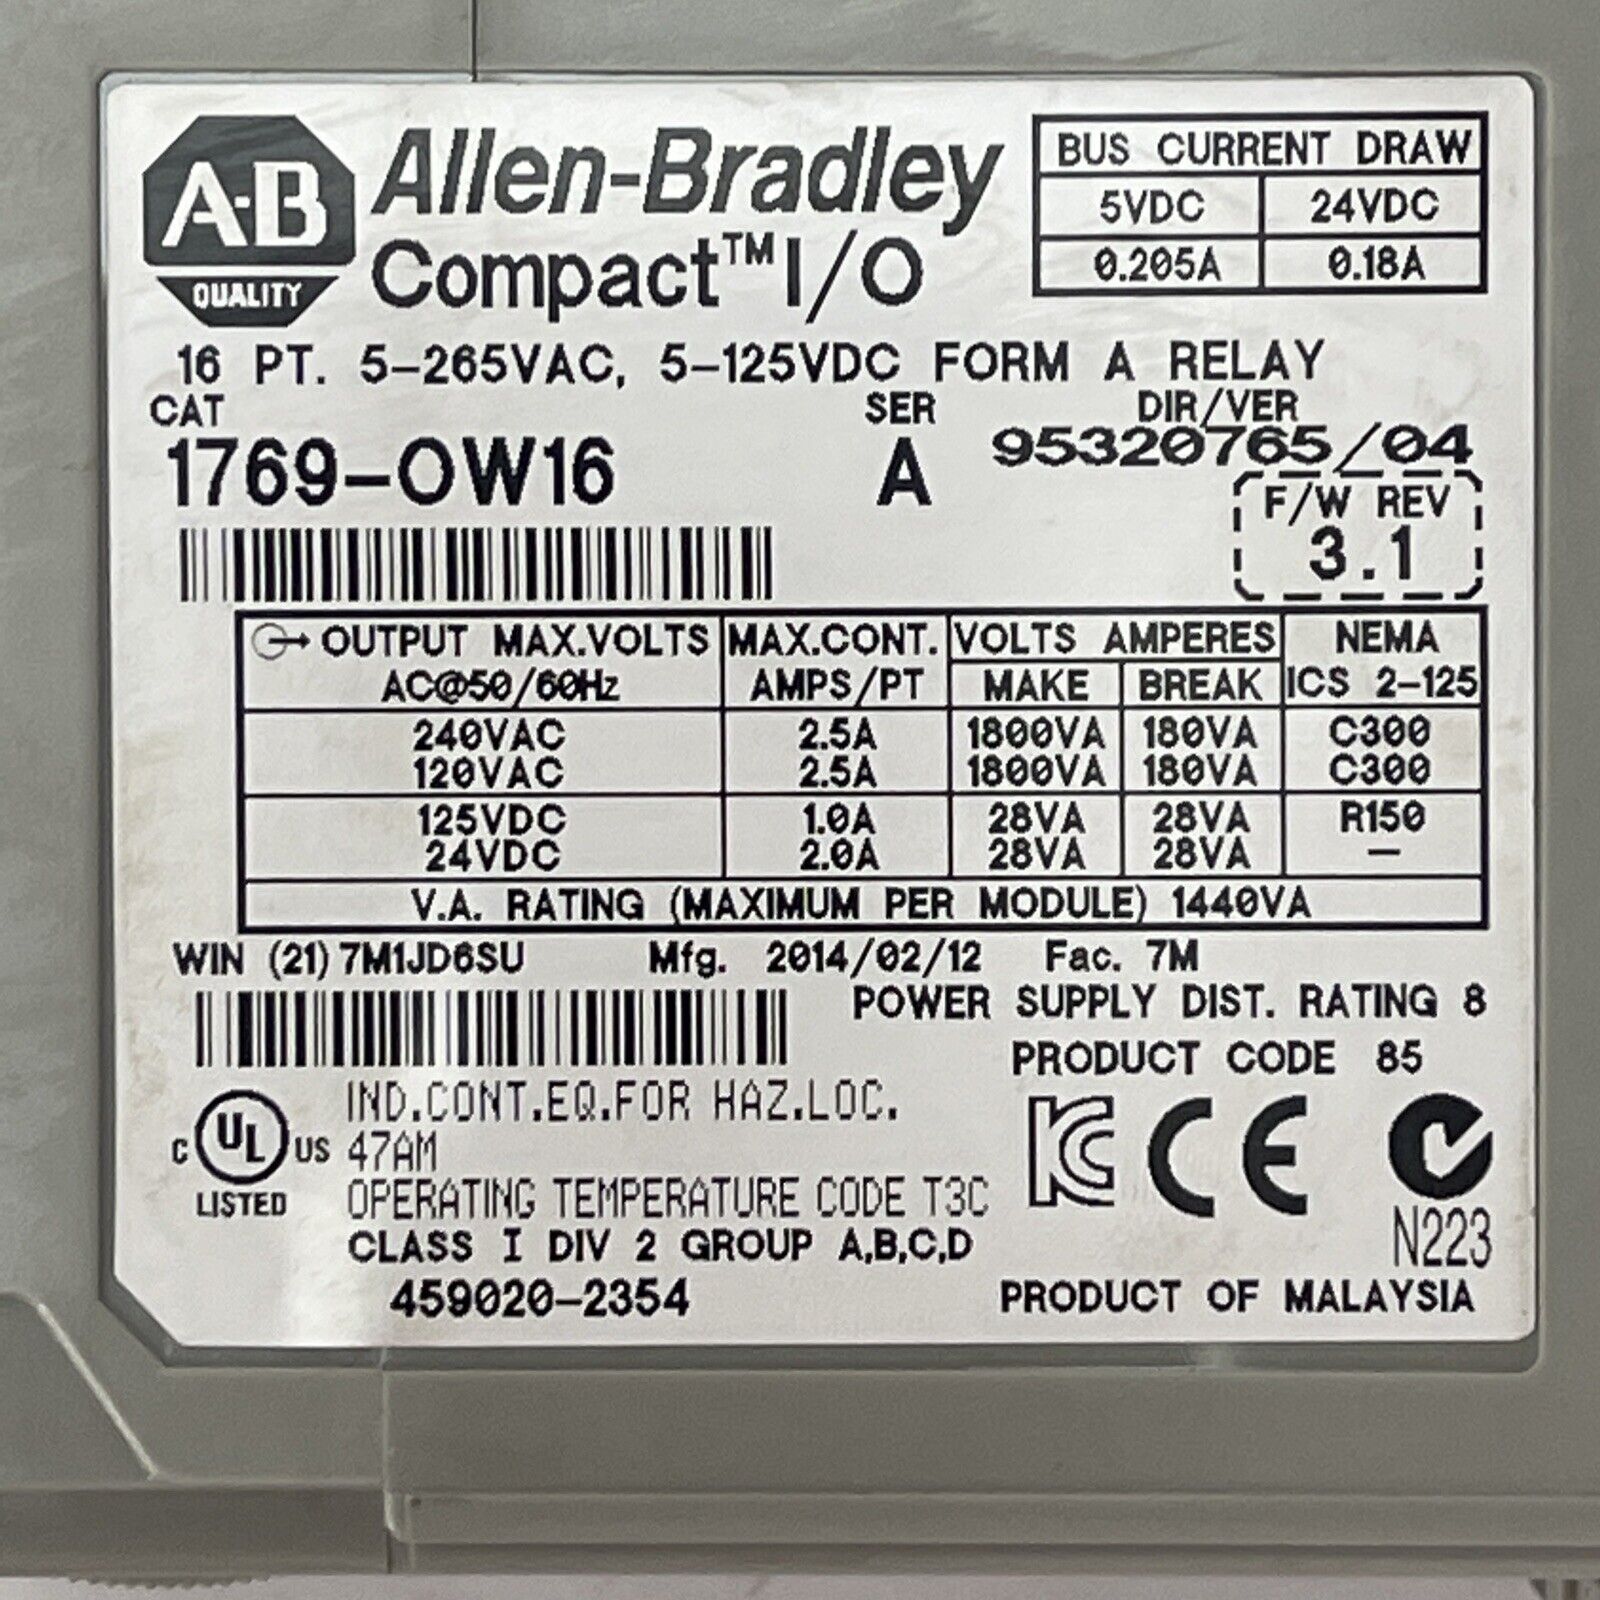 A-B
QUALITY
Allen-Bradley
Compact™ I/O
BUS CURRENT DRAW
5VDC 24VDC
0.205A 0.18A
16 PT. 5-265VAC, 5-125VDC FORM A RELAY
CAT SER DIR/VER
1769-OW16 A 95320765/04
F/W REV
3.1
OUTPUT MAX.VOLTS MAX.CONT. VOLTS AMPERES NEMA
AC@50/60Hz AMPS/PT MAKE BREAK ICS 2-125
240VAC 2.5A 1800VA 180VA C300
120VAC 2.5A 1800VA 180VA C300
125VDC 1.0A 28VA 28VA R150
24VDC 2.0A 28VA 28VA —
V.A. RATING (MAXIMUM PER MODULE) 1440VA
WIN (21) 7M1JD6SU Mfg. 2014/02/12 Fac. 7M
POWER SUPPLY DIST. RATING 8
PRODUCT CODE 85
C UL US
LISTED
IND.CONT.EQ.FOR HAZ.LOC.
47AM
OPERATING TEMPERATURE CODE T3C
CLASS I DIV 2 GROUP A,B,C,D
459020-2354
KC CE
N223
PRODUCT OF MALAYSIA